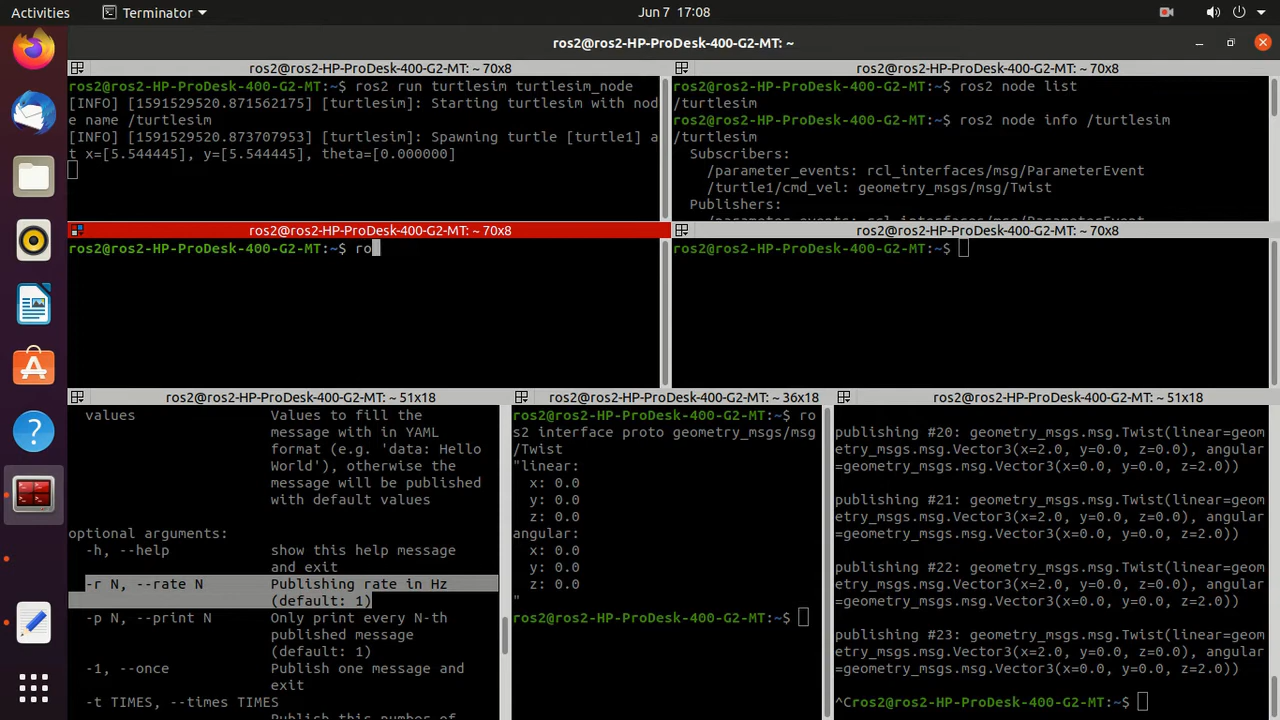 Activities
Terminator
Jun 7 17:08
ros2@ros2-HP-ProDesk-400-G2-MT: ~
ros2@ros2-HP-ProDesk-400-G2-MT: ~ 70x8
ros2@ros2-HP-ProDesk-400-G2-MT:~$ ros2 run turtlesim turtlesim_node
[INFO] [1591529520.871562175] [turtlesim]: Starting turtlesim with nod
e name /turtlesim
[INFO] [1591529520.873707953] [turtlesim]: Spawning turtle [turtle1] a
t x=[5.544445], y=[5.544445], theta=[0.000000]
ros2@ros2-HP-ProDesk-400-G2-MT: ~ 70x8
ros2@ros2-HP-ProDesk-400-G2-MT:~$ ros2 node list
/turtlesim
ros2@ros2-HP-ProDesk-400-G2-MT:~$ ros2 node info /turtlesim
/turtlesim
Subscribers:
/parameter_events: rcl_interfaces/msg/ParameterEvent
/turtle1/cmd_vel: geometry_msgs/msg/Twist
Publishers:
/parameter_events: rcl_interfaces/msg/ParameterEvent
ros2@ros2-HP-ProDesk-400-G2-MT: ~ 70x8
ros2@ros2-HP-ProDesk-400-G2-MT:~$ ro
ros2@ros2-HP-ProDesk-400-G2-MT: ~ 70x8
ros2@ros2-HP-ProDesk-400-G2-MT:~$
ros2@ros2-HP-ProDesk-400-G2-MT: ~ 51x18
values Values to fill the
message with in YAML
format (e.g. 'data: Hello
World'), otherwise the
message will be published
with default values
optional arguments:
-h, --help show this help message
and exit
-r N, --rate N Publishing rate in Hz
(default: 1)
-p N, --print N Only print every N-th
published message
(default: 1)
-1, --once Publish one message and
exit
-t TIMES, --times TIMES
Publish this number of
ros2@ros2-HP-ProDesk-400-G2-MT: ~ 36x18
ros2@ros2-HP-ProDesk-400-G2-MT:~$ ro
s2 interface proto geometry_msgs/msg
/Twist
"linear:
x: 0.0
y: 0.0
z: 0.0
angular:
x: 0.0
y: 0.0
z: 0.0
"
ros2@ros2-HP-ProDesk-400-G2-MT:~$
ros2@ros2-HP-ProDesk-400-G2-MT: ~ 51x18
publishing #20: geometry_msgs.msg.Twist(linear=geom
etry_msgs.msg.Vector3(x=2.0, y=0.0, z=0.0), angular
=geometry_msgs.msg.Vector3(x=0.0, y=0.0, z=2.0))
publishing #21: geometry_msgs.msg.Twist(linear=geom
etry_msgs.msg.Vector3(x=2.0, y=0.0, z=0.0), angular
=geometry_msgs.msg.Vector3(x=0.0, y=0.0, z=2.0))
publishing #22: geometry_msgs.msg.Twist(linear=geom
etry_msgs.msg.Vector3(x=2.0, y=0.0, z=0.0), angular
=geometry_msgs.msg.Vector3(x=0.0, y=0.0, z=2.0))
publishing #23: geometry_msgs.msg.Twist(linear=geom
etry_msgs.msg.Vector3(x=2.0, y=0.0, z=0.0), angular
=geometry_msgs.msg.Vector3(x=0.0, y=0.0, z=2.0))
^Cros2@ros2-HP-ProDesk-400-G2-MT:~$